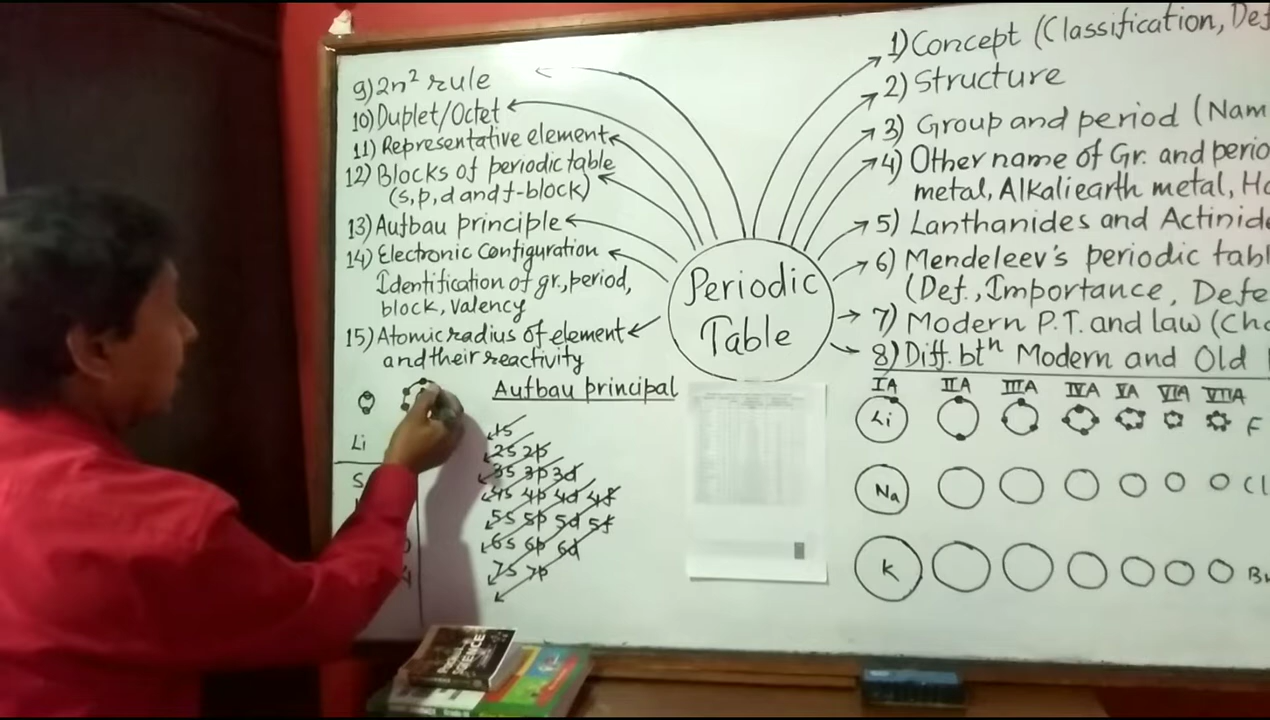 9) 2n² rule
10) Duplet/Octet
11) Representative element
12) Blocks of periodic table
(s, p, d and f-block)
13) Aufbau principle
14) Electronic Configuration
Identification of gr., period,
block, valency
15) Atomic radius of element
and their reactivity
Li
S
Aufbau principal
1s
2s 2p
3s 3p 3d
4s 4p 4d 4f
5s 5p 5d 5f
6s 6p 6d
7s 7p
Periodic
Table
1) Concept (Classification, Def
2) Structure
3) Group and period (Nam
4) Other name of Gr. and perio
metal, Alkaliearth metal, Ha
5) Lanthanides and Actinide
6) Mendeleev's periodic tabl
(Def., Importance, Defe
7) Modern P.T. and law (Cha
8) Diff. btⁿ Modern and Old
IA IIA IIIA IVA VA VIA VIIA
Li F
Na Cl
K Br
SCIENCE